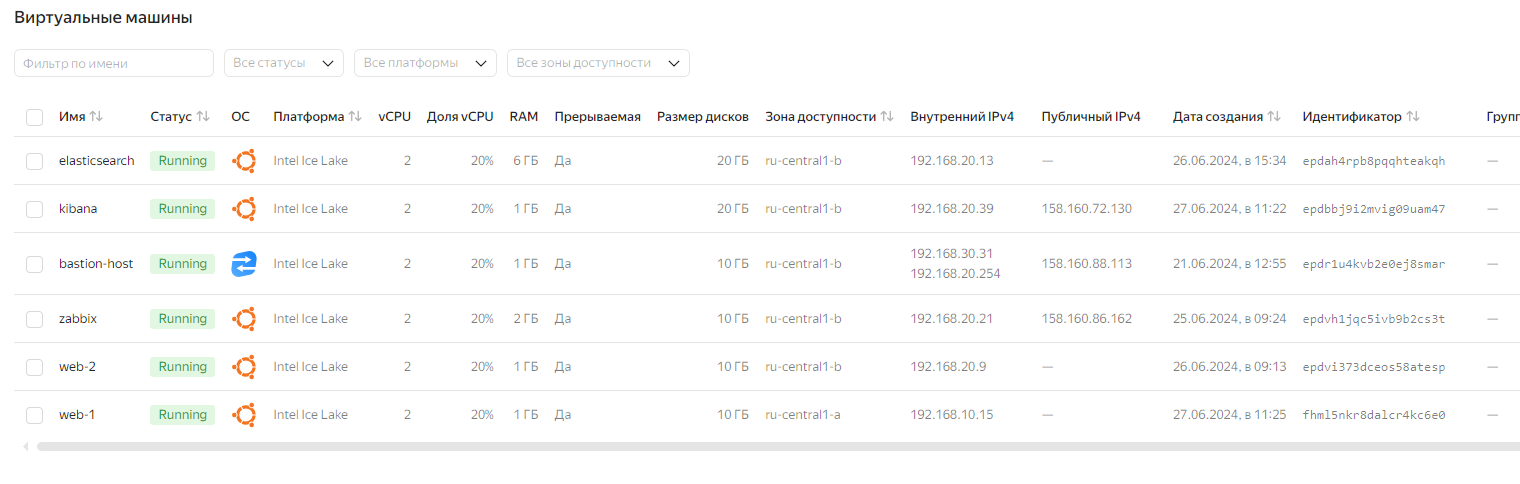 Виртуальные машины
Фильтр по имени Все статусы Все платформы Все зоны доступности
Имя Статус ОС Платформа vCPU Доля vCPU RAM Прерываемая Размер дисков Зона доступности Внутренний IPv4 Публичный IPv4 Дата создания Идентификатор Групп
elasticsearch Running Intel Ice Lake 2 20% 6 ГБ Да 20 ГБ ru-central1-b 192.168.20.13 — 26.06.2024, в 15:34 epdah4rpb8pqqhteakqh —
kibana Running Intel Ice Lake 2 20% 1 ГБ Да 20 ГБ ru-central1-b 192.168.20.39 158.160.72.130 27.06.2024, в 11:22 epdbbj9i2mvig09uam47 —
192.168.30.31
bastion-host Running Intel Ice Lake 2 20% 1 ГБ Да 10 ГБ ru-central1-b 158.160.88.113 21.06.2024, в 12:55 epdr1u4kvb2e0ej8smar —
192.168.20.254
zabbix Running Intel Ice Lake 2 20% 2 ГБ Да 10 ГБ ru-central1-b 192.168.20.21 158.160.86.162 25.06.2024, в 09:24 epdvh1jqc5ivb9b2cs3t —
web-2 Running Intel Ice Lake 2 20% 1 ГБ Да 10 ГБ ru-central1-b 192.168.20.9 — 26.06.2024, в 09:13 epdvi373dceos58atesp —
web-1 Running Intel Ice Lake 2 20% 1 ГБ Да 10 ГБ ru-central1-a 192.168.10.15 — 27.06.2024, в 11:25 fhml5nkr8dalcr4kc6e0 —